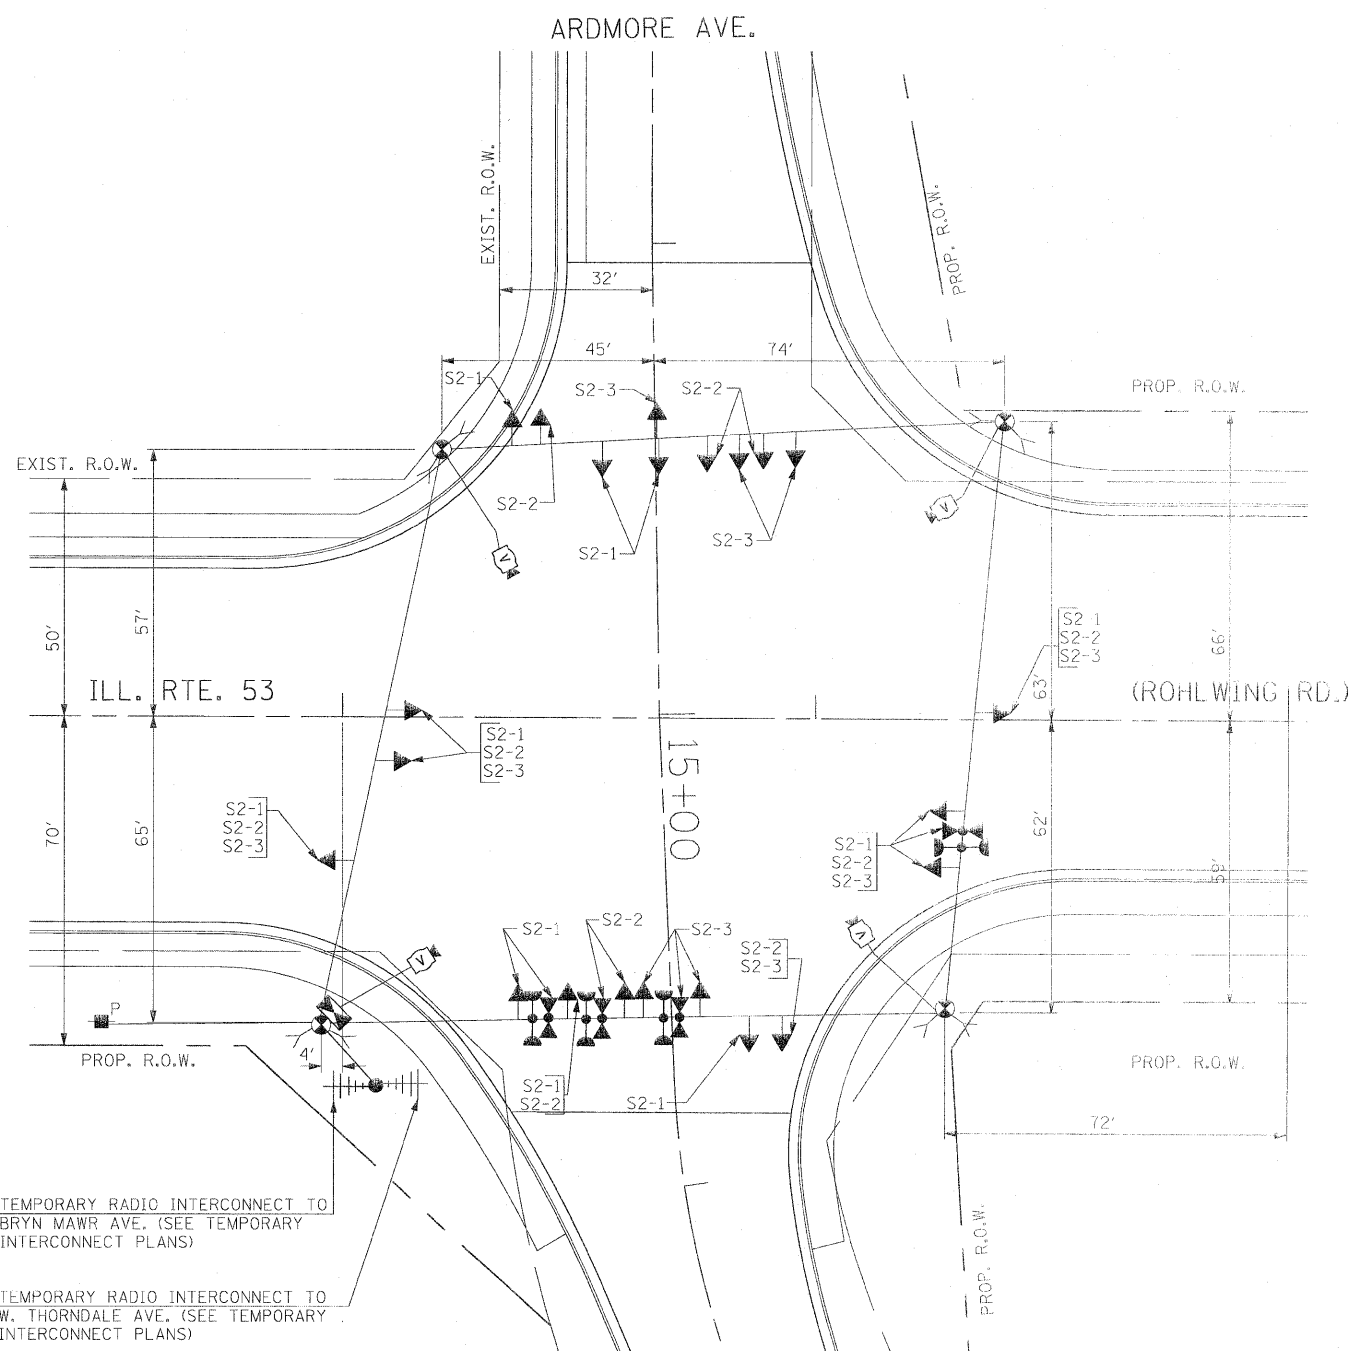 ARDMORE AVE.
EXIST. R.O.W.
PROP. R.O.W.
32'
45'
74'
S2-1
S2-3
S2-2
PROP. R.O.W.
EXIST. R.O.W.
S2-2
S2-1
S2-3
V
V
50'
57'
S2 1
S2-2
S2-3
66'
63'
ILL. RTE. 53
(ROHLWING RD.)
S2-1
S2-2
S2-3
15+00
S2-1
S2-2
S2-3
70'
65'
62'
59'
S2-1
S2-2
S2-3
S2-1
S2-2
S2-3
S2-2
S2-3
V
V
P
4'
PROP. R.O.W.
PROP. R.O.W.
S2-1
S2-2
S2-1
72'
TEMPORARY RADIO INTERCONNECT TO
BRYN MAWR AVE. (SEE TEMPORARY
INTERCONNECT PLANS)
PROP. R.O.W.
TEMPORARY RADIO INTERCONNECT TO
W. THORNDALE AVE. (SEE TEMPORARY
INTERCONNECT PLANS)